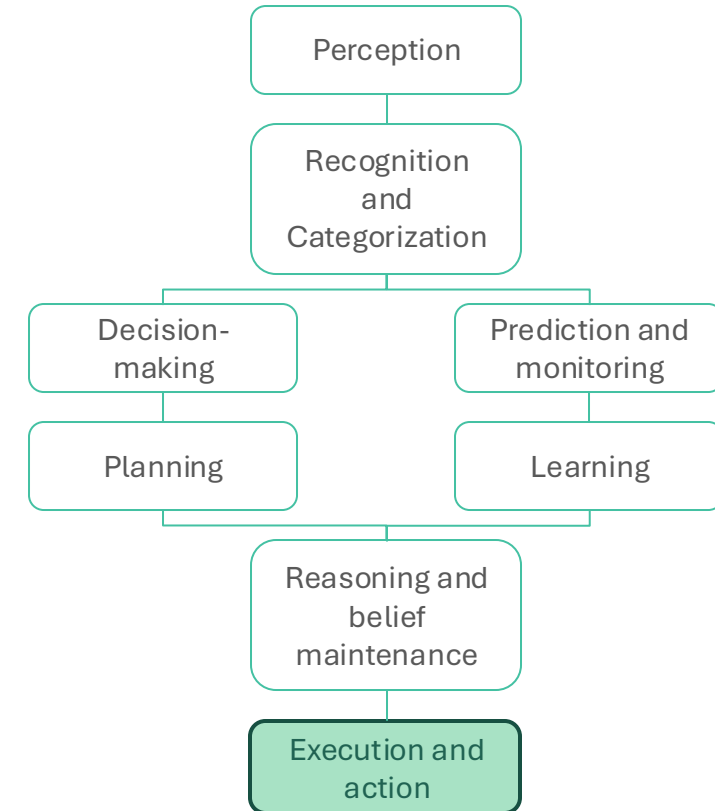 Perception
Recognition
and
Categorization
Decision-
making
Prediction and
monitoring
Planning
Learning
Reasoning and
belief
maintenance
Execution and
action